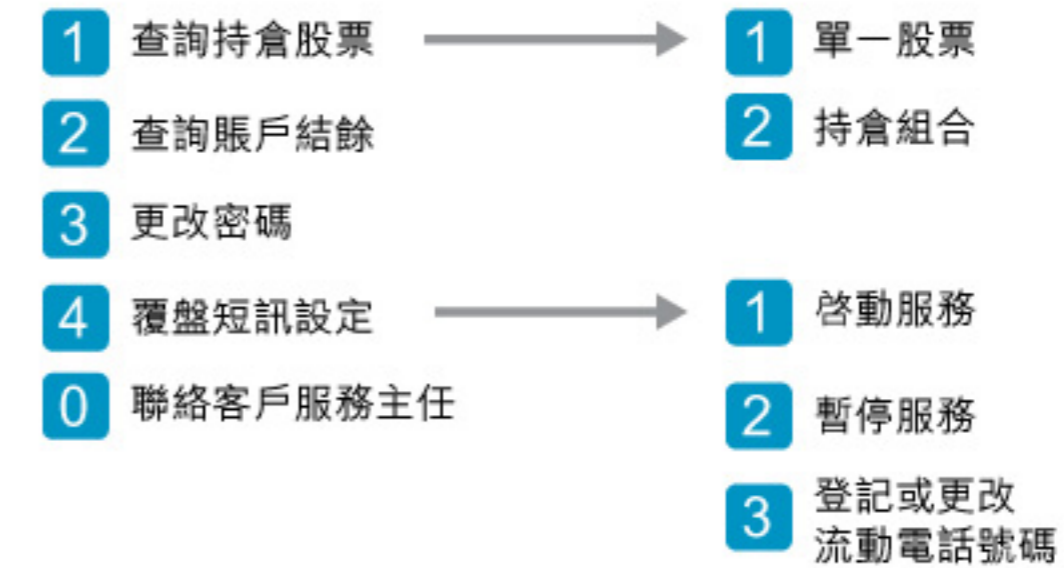 1 查詢持倉股票
1 單一股票
2 查詢賬戶結餘
2 持倉組合
3 更改密碼
4 覆盤短訊設定
1 啓動服務
0 聯絡客戶服務主任
2 暫停服務
3 登記或更改
流動電話號碼